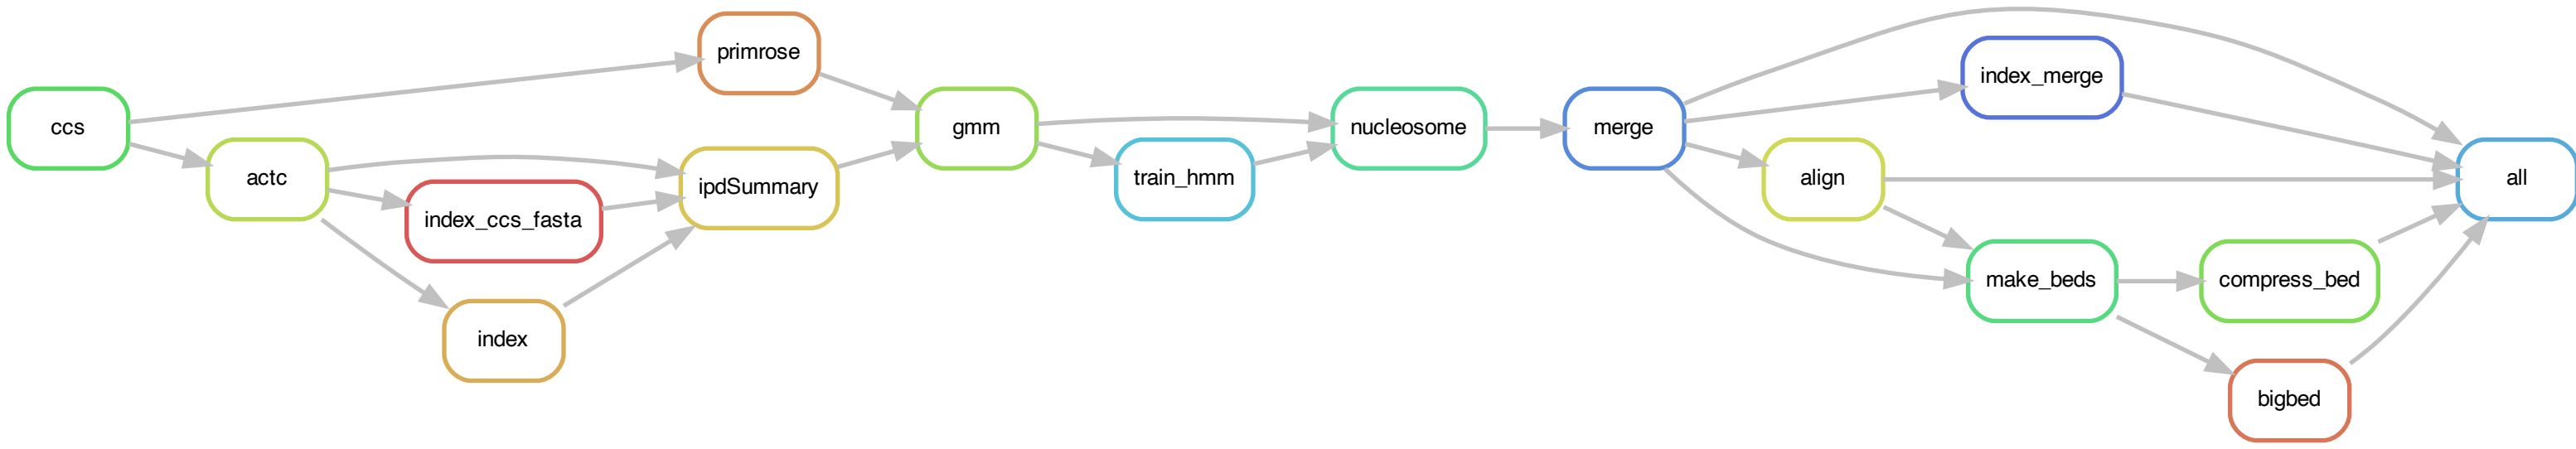 ccs
primrose
actc
index_ccs_fasta
index
ipdSummary
gmm
train_hmm
nucleosome
merge
index_merge
align
make_beds
compress_bed
bigbed
all